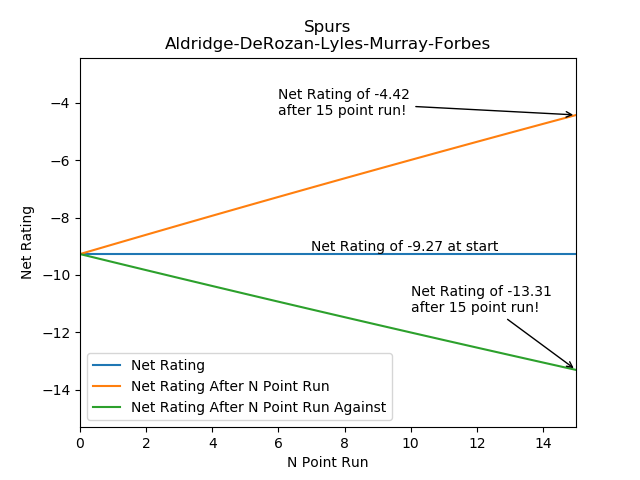 Spurs
Aldridge-DeRozan-Lyles-Murray-Forbes
Net Rating of -4.42
after 15 point run!
Net Rating of -9.27 at start
Net Rating of -13.31
after 15 point run!
Net Rating
−4
−6
−8
−10
−12
−14
Net Rating
Net Rating After N Point Run
Net Rating After N Point Run Against
0 2 4 6 8 10 12 14
N Point Run